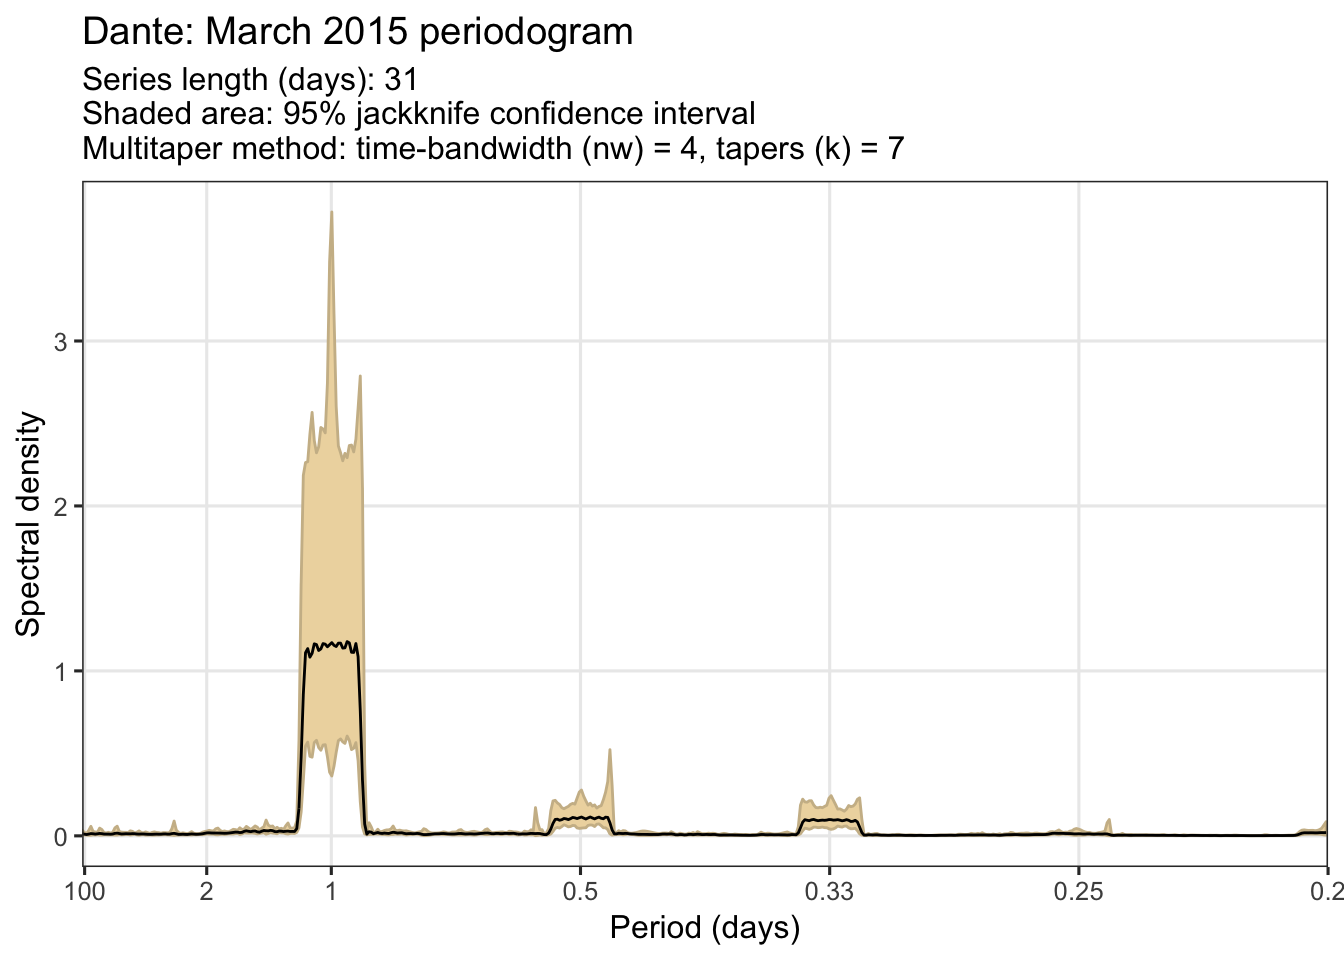 Dante: March 2015 periodogram
Series length (days): 31
Shaded area: 95% jackknife confidence interval
Multitaper method: time-bandwidth (nw) = 4, tapers (k) = 7
Spectral density
3
2
1
0
100 2 1 0.5 0.33 0.25 0.2
Period (days)